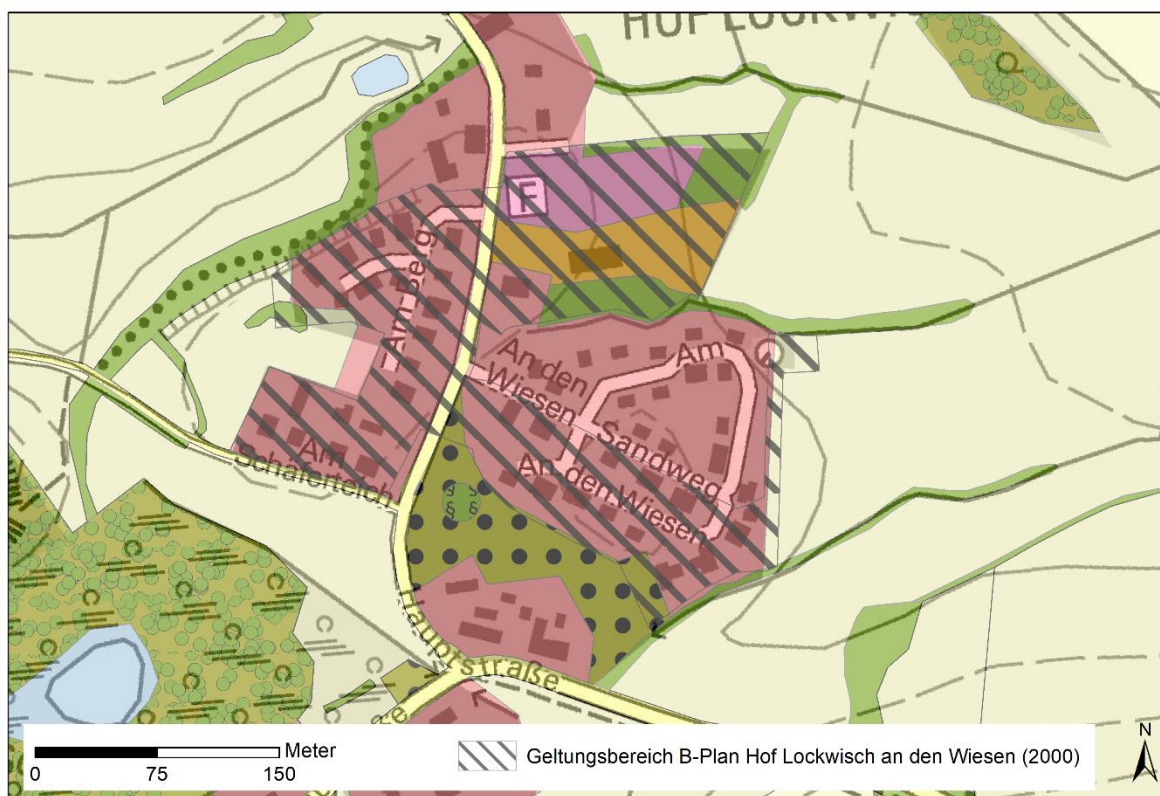 HOF LOCKWISC
F
Am Berg
An den
Wiesen
Am
Sandweg
An den Wiesen
Am
Schäferteich
§ §
§ §
Hauptstraße
C
C
C
C
C
C
C
Meter
0 75 150
Geltungsbereich B-Plan Hof Lockwisch an den Wiesen (2000)
N